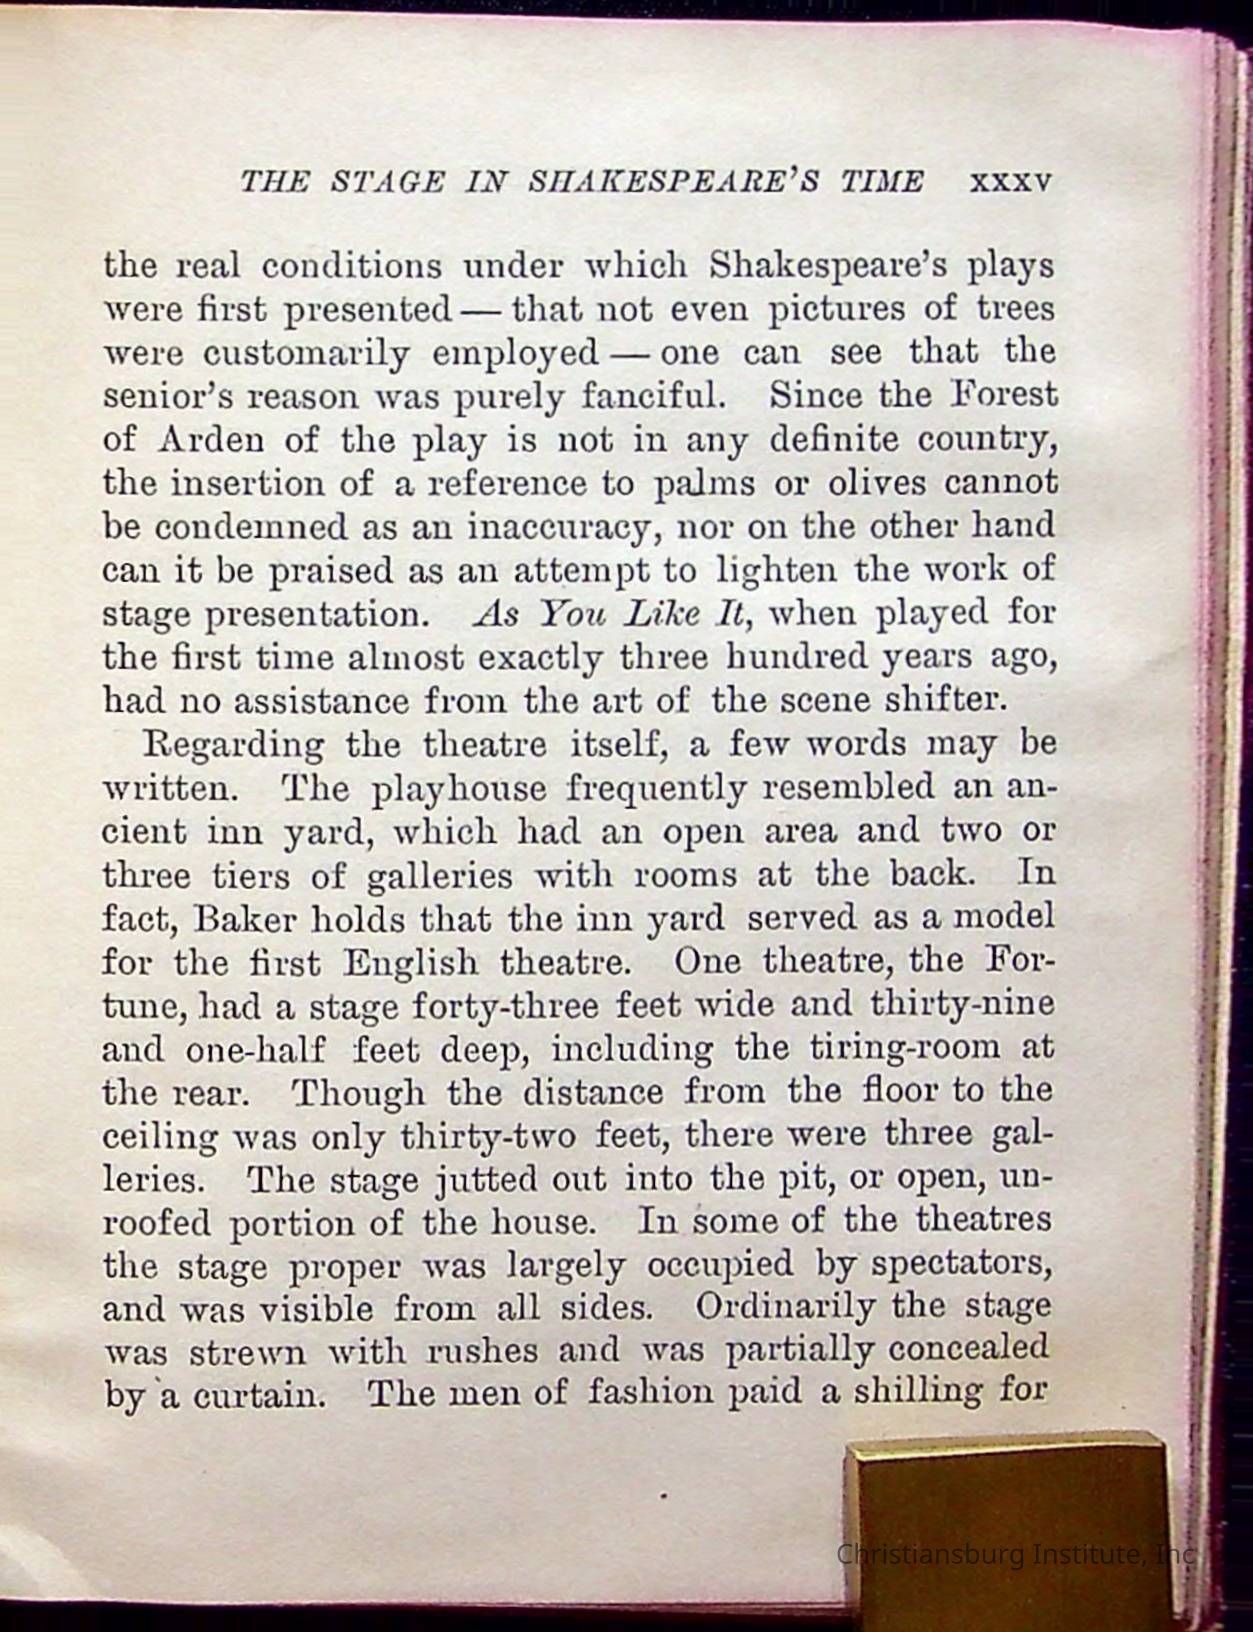 THE STAGE IN SHAKESPEARE'S TIME xxxv
the real conditions under which Shakespeare's plays
were first presented — that not even pictures of trees
were customarily employed — one can see that the
senior's reason was purely fanciful. Since the Forest
of Arden of the play is not in any definite country,
the insertion of a reference to palms or olives cannot
be condemned as an inaccuracy, nor on the other hand
can it be praised as an attempt to lighten the work of
stage presentation. As You Like It, when played for
the first time almost exactly three hundred years ago,
had no assistance from the art of the scene shifter.
Regarding the theatre itself, a few words may be
written. The playhouse frequently resembled an an-
cient inn yard, which had an open area and two or
three tiers of galleries with rooms at the back. In
fact, Baker holds that the inn yard served as a model
for the first English theatre. One theatre, the For-
tune, had a stage forty-three feet wide and thirty-nine
and one-half feet deep, including the tiring-room at
the rear. Though the distance from the floor to the
ceiling was only thirty-two feet, there were three gal-
leries. The stage jutted out into the pit, or open, un-
roofed portion of the house. In some of the theatres
the stage proper was largely occupied by spectators,
and was visible from all sides. Ordinarily the stage
was strewn with rushes and was partially concealed
by a curtain. The men of fashion paid a shilling for
Christiansburg Institute, Inc